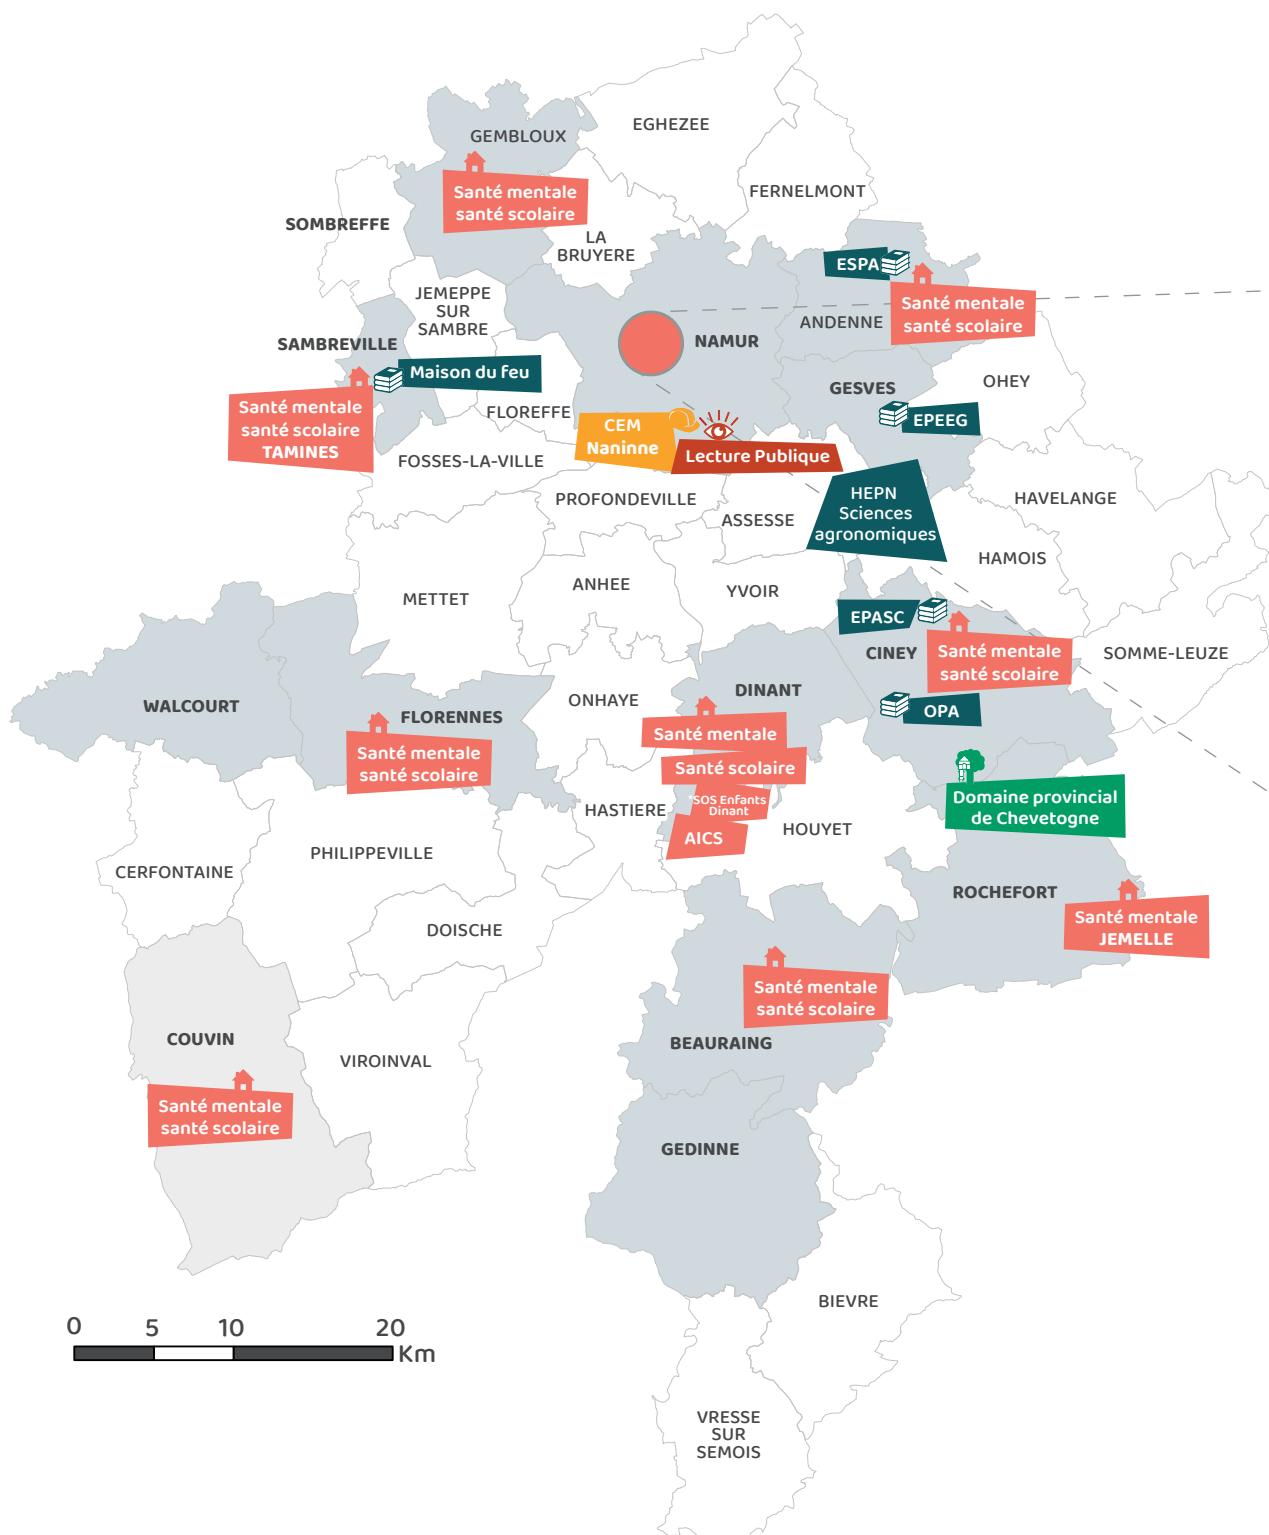 EGHEZEE
GEMBLOUX
FERNELMONT
Santé mentale
santé scolaire
SOMBREFFE
LA
BRUYERE
ESPA
Santé mentale
santé scolaire
JEMEPPE
SUR
SAMBRE
ANDENNE
NAMUR
SAMBREVILLE
Maison du feu
GESVES
OHEY
Santé mentale
santé scolaire
TAMINES
FLOREFFE
EPEEG
CEM
Naninne
Lecture Publique
FOSSES-LA-VILLE
PROFONDEVILLE
ASSESSE
HEPN
Sciences
agronomiques
HAVELANGE
HAMOIS
METTET
ANHEE
YVOIR
EPASC
CINEY
Santé mentale
santé scolaire
SOMME-LEUZE
WALCOURT
FLORENNES
ONHAYE
DINANT
OPA
Santé mentale
santé scolaire
Santé mentale
Santé scolaire
*SOS Enfants
Dinant
AICS
HASTIERE
HOUYET
Domaine provincial
de Chevetogne
PHILIPPEVILLE
CERFONTAINE
ROCHEFORT
Santé mentale
JEMELLE
DOISCHE
Santé mentale
santé scolaire
COUVIN
VIROINVAL
BEAURAING
Santé mentale
santé scolaire
GEDINNE
BIEVRE
0 5 10 20
Km
VRESSE
SUR
SEMOIS